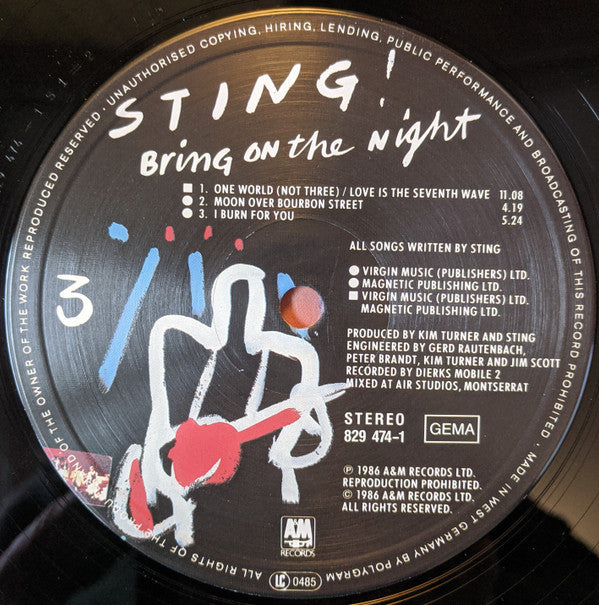 UNAUTHORISED COPYING, HIRING, LENDING, PUBLIC PERFORMANCE AND BROADCASTING OF THIS RECORD PROHIBITED. MADE IN WEST GERMANY BY POLYGRAM
ALL RIGHTS OF THE AND OF THE OWNER OF THE WORK REPRODUCED RESERVED.
STING!
Bring on the Night
■ 1. ONE WORLD (NOT THREE) / LOVE IS THE SEVENTH WAVE 11.08
● 2. MOON OVER BOURBON STREET 4.19
● 3. I BURN FOR YOU 5.24
ALL SONGS WRITTEN BY STING
3
● VIRGIN MUSIC (PUBLISHERS) LTD.
● MAGNETIC PUBLISHING LTD.
■ VIRGIN MUSIC (PUBLISHERS) LTD.
MAGNETIC PUBLISHING LTD.
PRODUCED BY KIM TURNER AND STING
ENGINEERED BY GERD RAUTENBACH,
PETER BRANDT, KIM TURNER AND JIM SCOTT
RECORDED BY DIERKS MOBILE 2
MIXED AT AIR STUDIOS, MONTSERRAT
STEREO
829 474-1
GEMA
℗ 1986 A&M RECORDS LTD.
REPRODUCTION PROHIBITED.
© 1986 A&M RECORDS LTD.
ALL RIGHTS RESERVED.
A&M
RECORDS
LC 0485